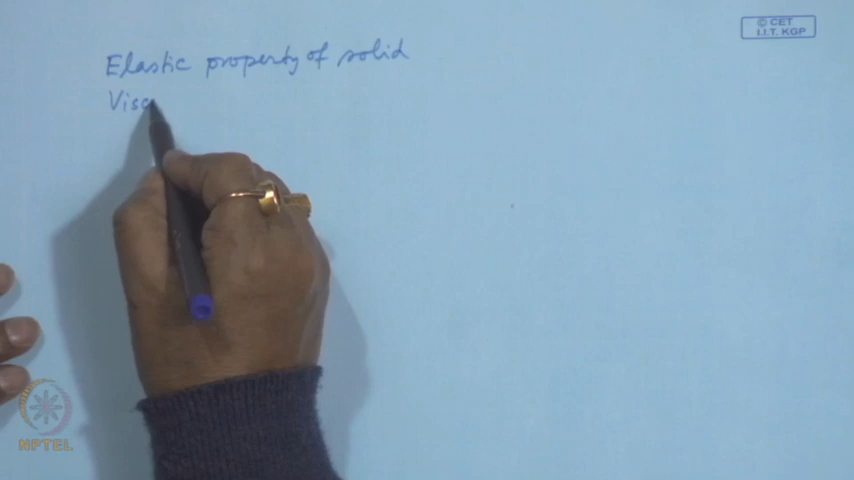 © CET
I.I.T. KGP
Elastic property of solid
Visc
NPTEL